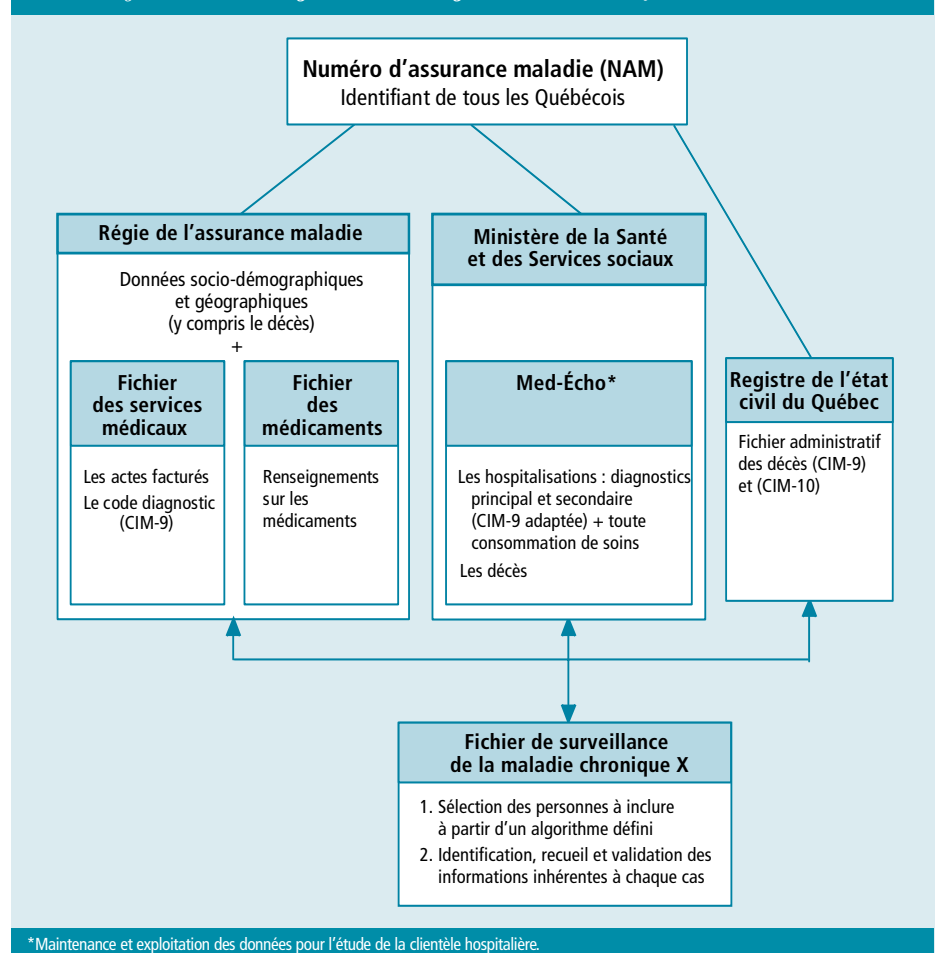 Numéro d'assurance maladie (NAM)
Identifiant de tous les Québécois
Régie de l'assurance maladie
Données socio-démographiques
et géographiques
(y compris le décès)
+
Fichier
des services
médicaux
Les actes facturés
Le code diagnostic
(CIM-9)
Fichier
des
médicaments
Renseignements
sur les
médicaments
Ministère de la Santé
et des Services sociaux
Med-Écho*
Les hospitalisations : diagnostics
principal et secondaire
(CIM-9 adaptée) + toute
consommation de soins
Les décès
Registre de l'état
civil du Québec
Fichier administratif
des décès (CIM-9)
et (CIM-10)
Fichier de surveillance
de la maladie chronique X
1. Sélection des personnes à inclure
à partir d'un algorithme défini
2. Identification, recueil et validation des
informations inhérentes à chaque cas
*Maintenance et exploitation des données pour l'étude de la clientèle hospitalière.